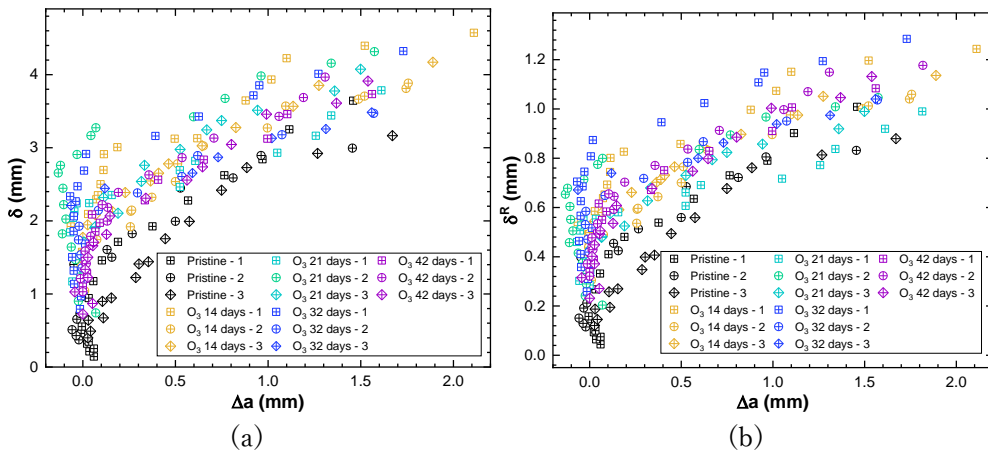 δ (mm)
4
3
2
1
0
0.0
0.5
1.0
1.5
2.0
Δa (mm)
Pristine - 1
Pristine - 2
Pristine - 3
O₃ 14 days - 1
O₃ 14 days - 2
O₃ 14 days - 3
O₃ 21 days - 1
O₃ 21 days - 2
O₃ 21 days - 3
O₃ 32 days - 1
O₃ 32 days - 2
O₃ 32 days - 3
O₃ 42 days - 1
O₃ 42 days - 2
O₃ 42 days - 3
(a)
δᴿ (mm)
1.2
1.0
0.8
0.6
0.4
0.2
0.0
0.0
0.5
1.0
1.5
2.0
Δa (mm)
Pristine - 1
Pristine - 2
Pristine - 3
O₃ 14 days - 1
O₃ 14 days - 2
O₃ 14 days - 3
O₃ 21 days - 1
O₃ 21 days - 2
O₃ 21 days - 3
O₃ 32 days - 1
O₃ 32 days - 2
O₃ 32 days - 3
O₃ 42 days - 1
O₃ 42 days - 2
O₃ 42 days - 3
(b)